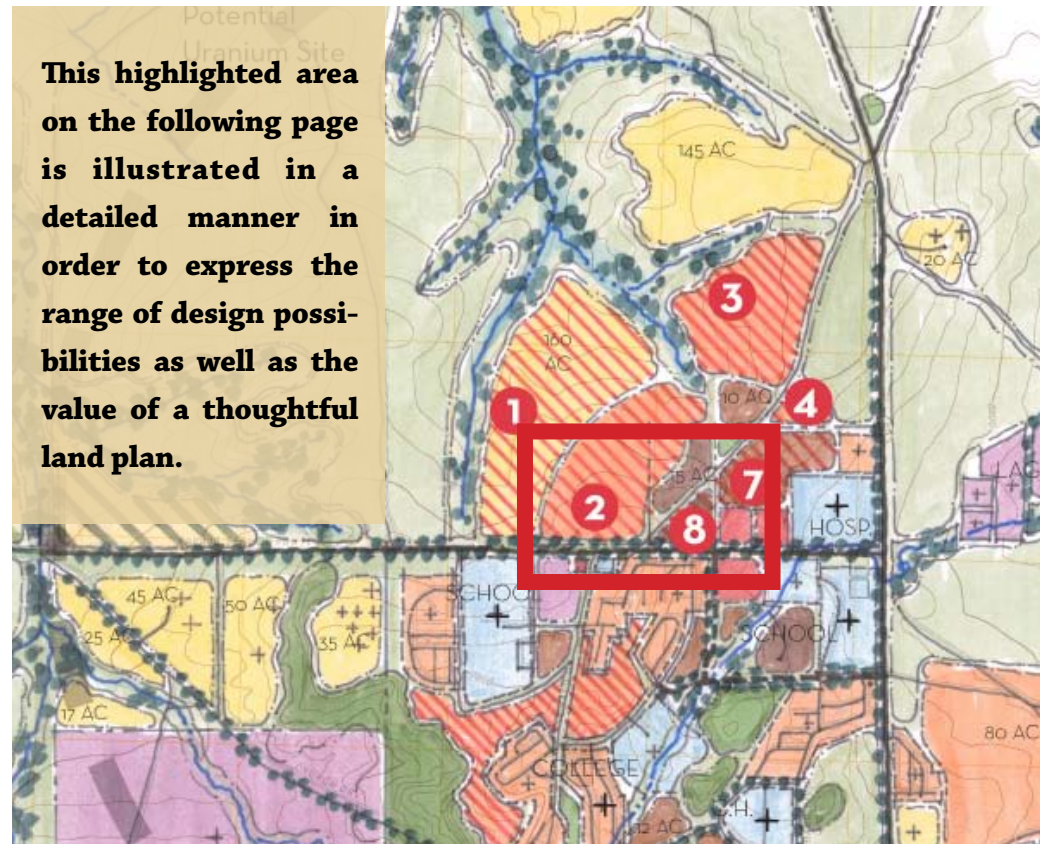 Potential
Uranium Site
This highlighted area
on the following page
is illustrated in a
detailed manner in
order to express the
range of design possi-
bilities as well as the
value of a thoughtful
land plan.
145 AC
20 AC
3
160
AC
1
10 AC
4
7
2
8
HOSP.
SCHOOL
45 AC
50 AC
25 AC
35 AC
SCHOOL
17 AC
80 AC
COLLEGE
12 AC